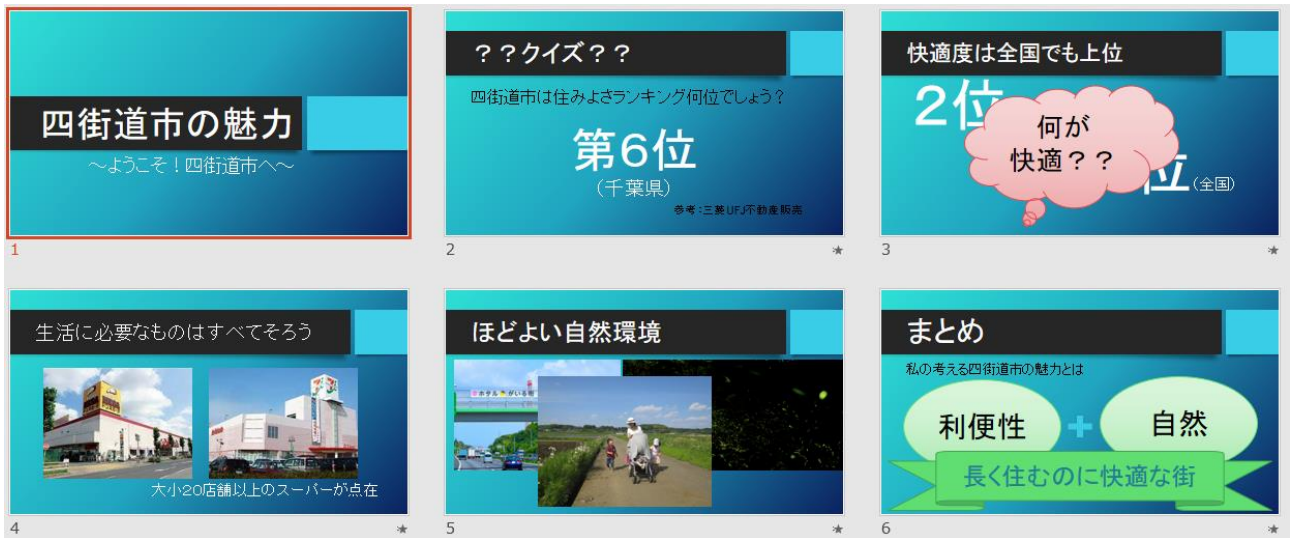 四街道市の魅力
～ようこそ！四街道市へ～
1
？？クイズ？？
四街道市は住みよさランキング何位でしょう？
第6位
（千葉県）
参考：三菱UFJ不動産販売
2
快適度は全国でも上位
2位
何が
快適？？
位（全国）
3
生活に必要なものはすべてそろう
大小20店舗以上のスーパーが点在
4
ほどよい自然環境
ホタル
がいる街
5
まとめ
私の考える四街道市の魅力とは
利便性
+
自然
長く住むのに快適な街
6